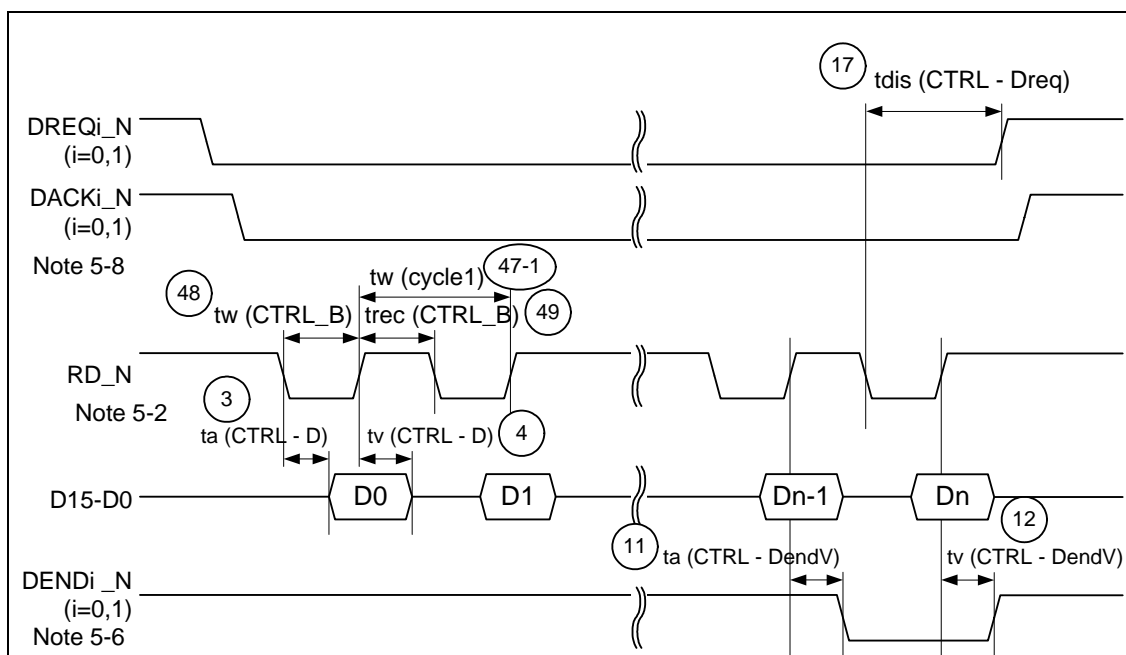 17
tdis (CTRL - Dreq)
DREQi_N
(i=0,1)
DACKi_N
(i=0,1)
Note 5-8
47-1
tw (cycle1)
48
tw (CTRL_B)
trec (CTRL_B)
49
RD_N
Note 5-2
3
4
ta (CTRL - D)
tv (CTRL - D)
D15-D0
D0
D1
Dn-1
Dn
11
12
ta (CTRL - DendV)
tv (CTRL - DendV)
DENDi _N
(i=0,1)
Note 5-6